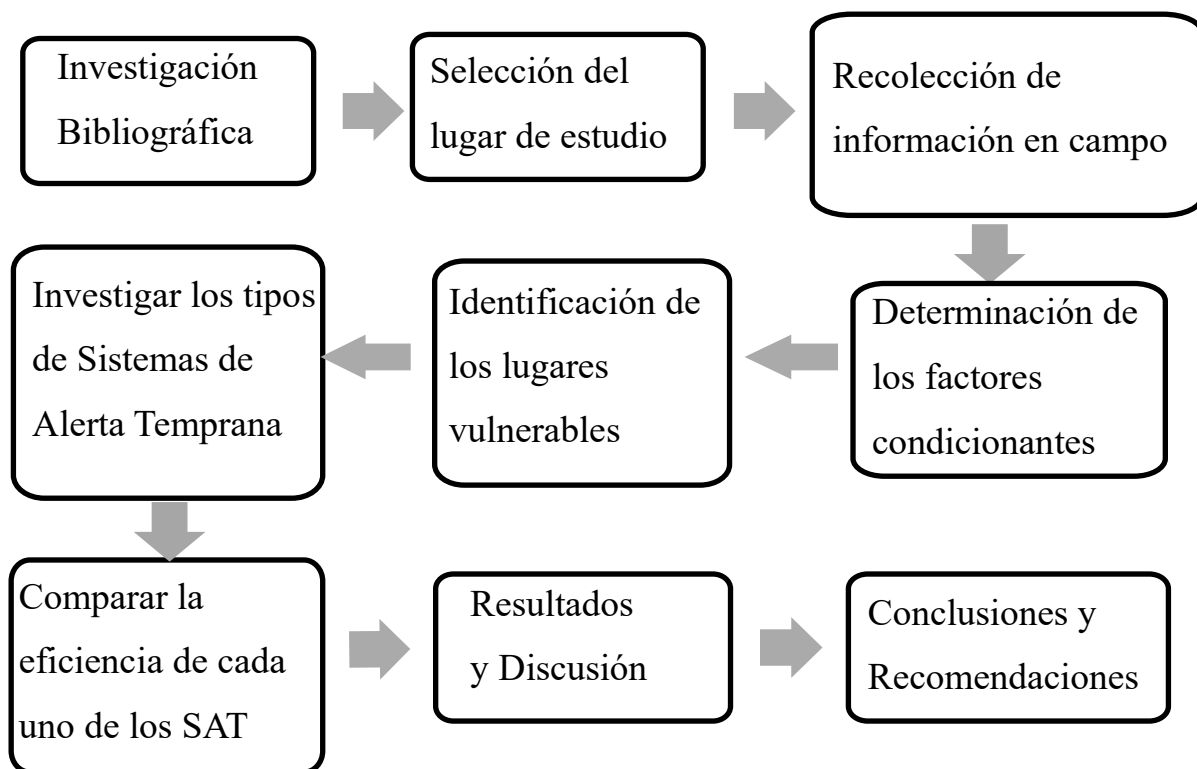 Investigación
Bibliográfica
Selección del
lugar de estudio
Recolección de
información en campo
Determinación de
los factores
condicionantes
Identificación de
los lugares
vulnerables
Investigar los tipos
de Sistemas de
Alerta Temprana
Comparar la
eficiencia de cada
uno de los SAT
Resultados
y Discusión
Conclusiones y
Recomendaciones